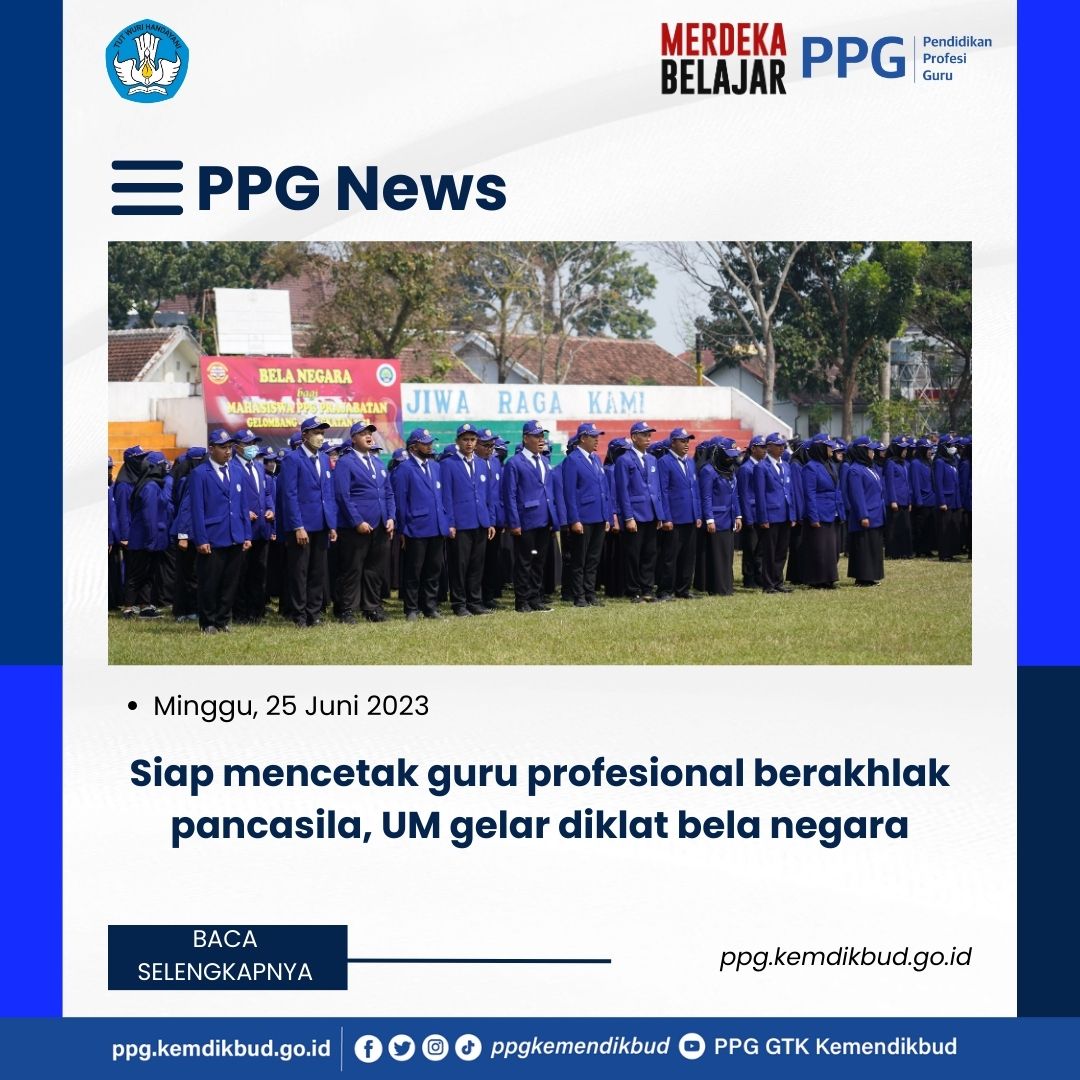 TUT WURI HANDAYANI
MERDEKA
BELAJAR
PPG
Pendidikan
Profesi
Guru
PPG News
BELA NEGARA
bagi
MAHASISWA PPG PRAJABATAN
GELOMBANG
JIWA RAGA KAMI
• Minggu, 25 Juni 2023
Siap mencetak guru profesional berakhlak
pancasila, UM gelar diklat bela negara
BACA
SELENGKAPNYA
ppg.kemdikbud.go.id
ppg.kemdikbud.go.id ppgkemendikbud PPG GTK Kemendikbud